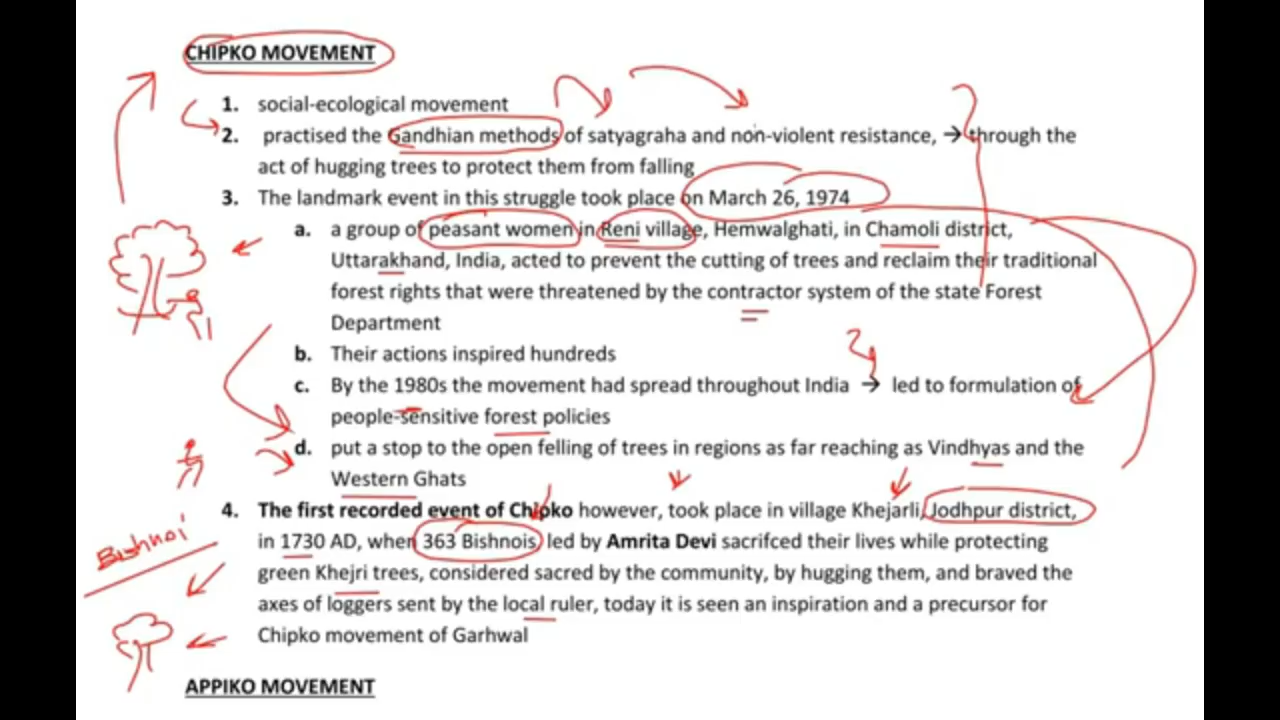 CHIPKO MOVEMENT
1. social-ecological movement
2. practised the Gandhian methods of satyagraha and non-violent resistance, → through the
act of hugging trees to protect them from falling
3. The landmark event in this struggle took place on March 26, 1974
a. a group of peasant women in Reni village, Hemwalghati, in Chamoli district,
Uttarakhand, India, acted to prevent the cutting of trees and reclaim their traditional
forest rights that were threatened by the contractor system of the state Forest
Department
b. Their actions inspired hundreds
c. By the 1980s the movement had spread throughout India → led to formulation of
people-sensitive forest policies
d. put a stop to the open felling of trees in regions as far reaching as Vindhyas and the
Western Ghats
4. The first recorded event of Chipko however, took place in village Khejarli, Jodhpur district,
in 1730 AD, when 363 Bishnois, led by Amrita Devi sacrifced their lives while protecting
green Khejri trees, considered sacred by the community, by hugging them, and braved the
axes of loggers sent by the local ruler, today it is seen an inspiration and a precursor for
Chipko movement of Garhwal
Bishnoi
APPIKO MOVEMENT